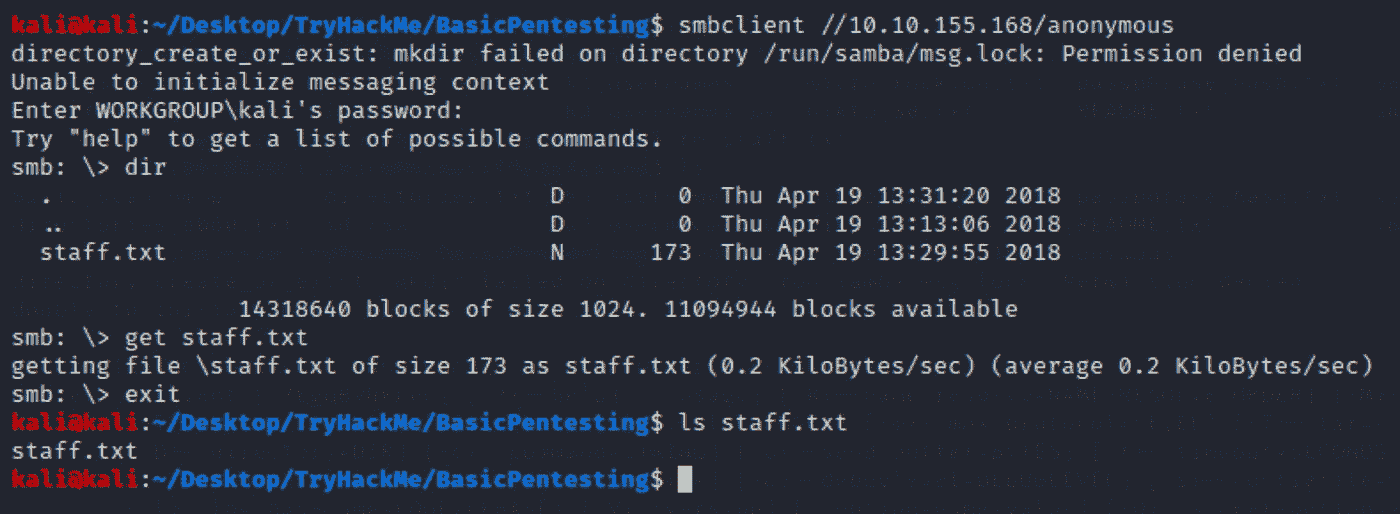 kali@kali:~/Desktop/TryHackMe/BasicPentesting$ smbclient //10.10.155.168/anonymous
directory_create_or_exist: mkdir failed on directory /run/samba/msg.lock: Permission denied
Unable to initialize messaging context
Enter WORKGROUP\kali's password:
Try "help" to get a list of possible commands.
smb: \> dir
  .                                   D        0  Thu Apr 19 13:31:20 2018
  ..                                  D        0  Thu Apr 19 13:13:06 2018
  staff.txt                           N      173  Thu Apr 19 13:29:55 2018
                14318640 blocks of size 1024. 11094944 blocks available
smb: \> get staff.txt
getting file \staff.txt of size 173 as staff.txt (0.2 KiloBytes/sec) (average 0.2 KiloBytes/sec)
smb: \> exit
kali@kali:~/Desktop/TryHackMe/BasicPentesting$ ls staff.txt
staff.txt
kali@kali:~/Desktop/TryHackMe/BasicPentesting$